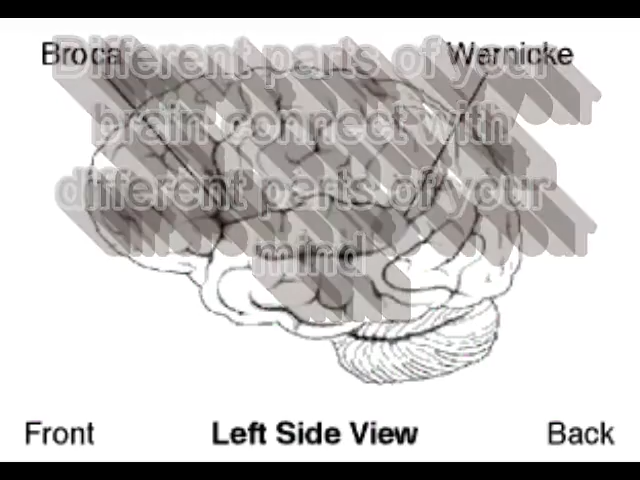 Broca
Wernicke
Different parts of your
brain connect with
different parts of your
mind
Front
Left Side View
Back